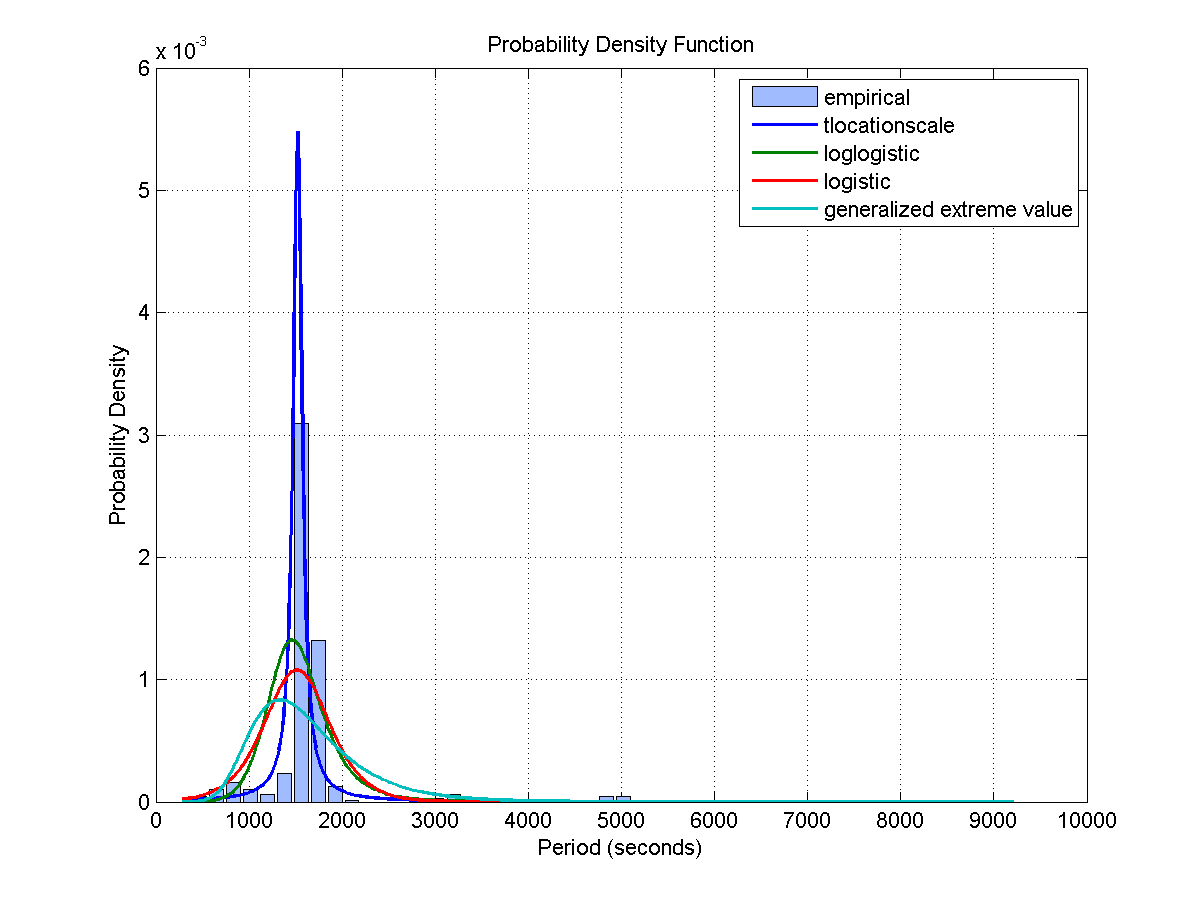 Probability Density Function
x 10-3
6
5
4
3
2
1
0
Probability Density
empirical
tlocationscale
loglogistic
logistic
generalized extreme value
0 1000 2000 3000 4000 5000 6000 7000 8000 9000 10000
Period (seconds)